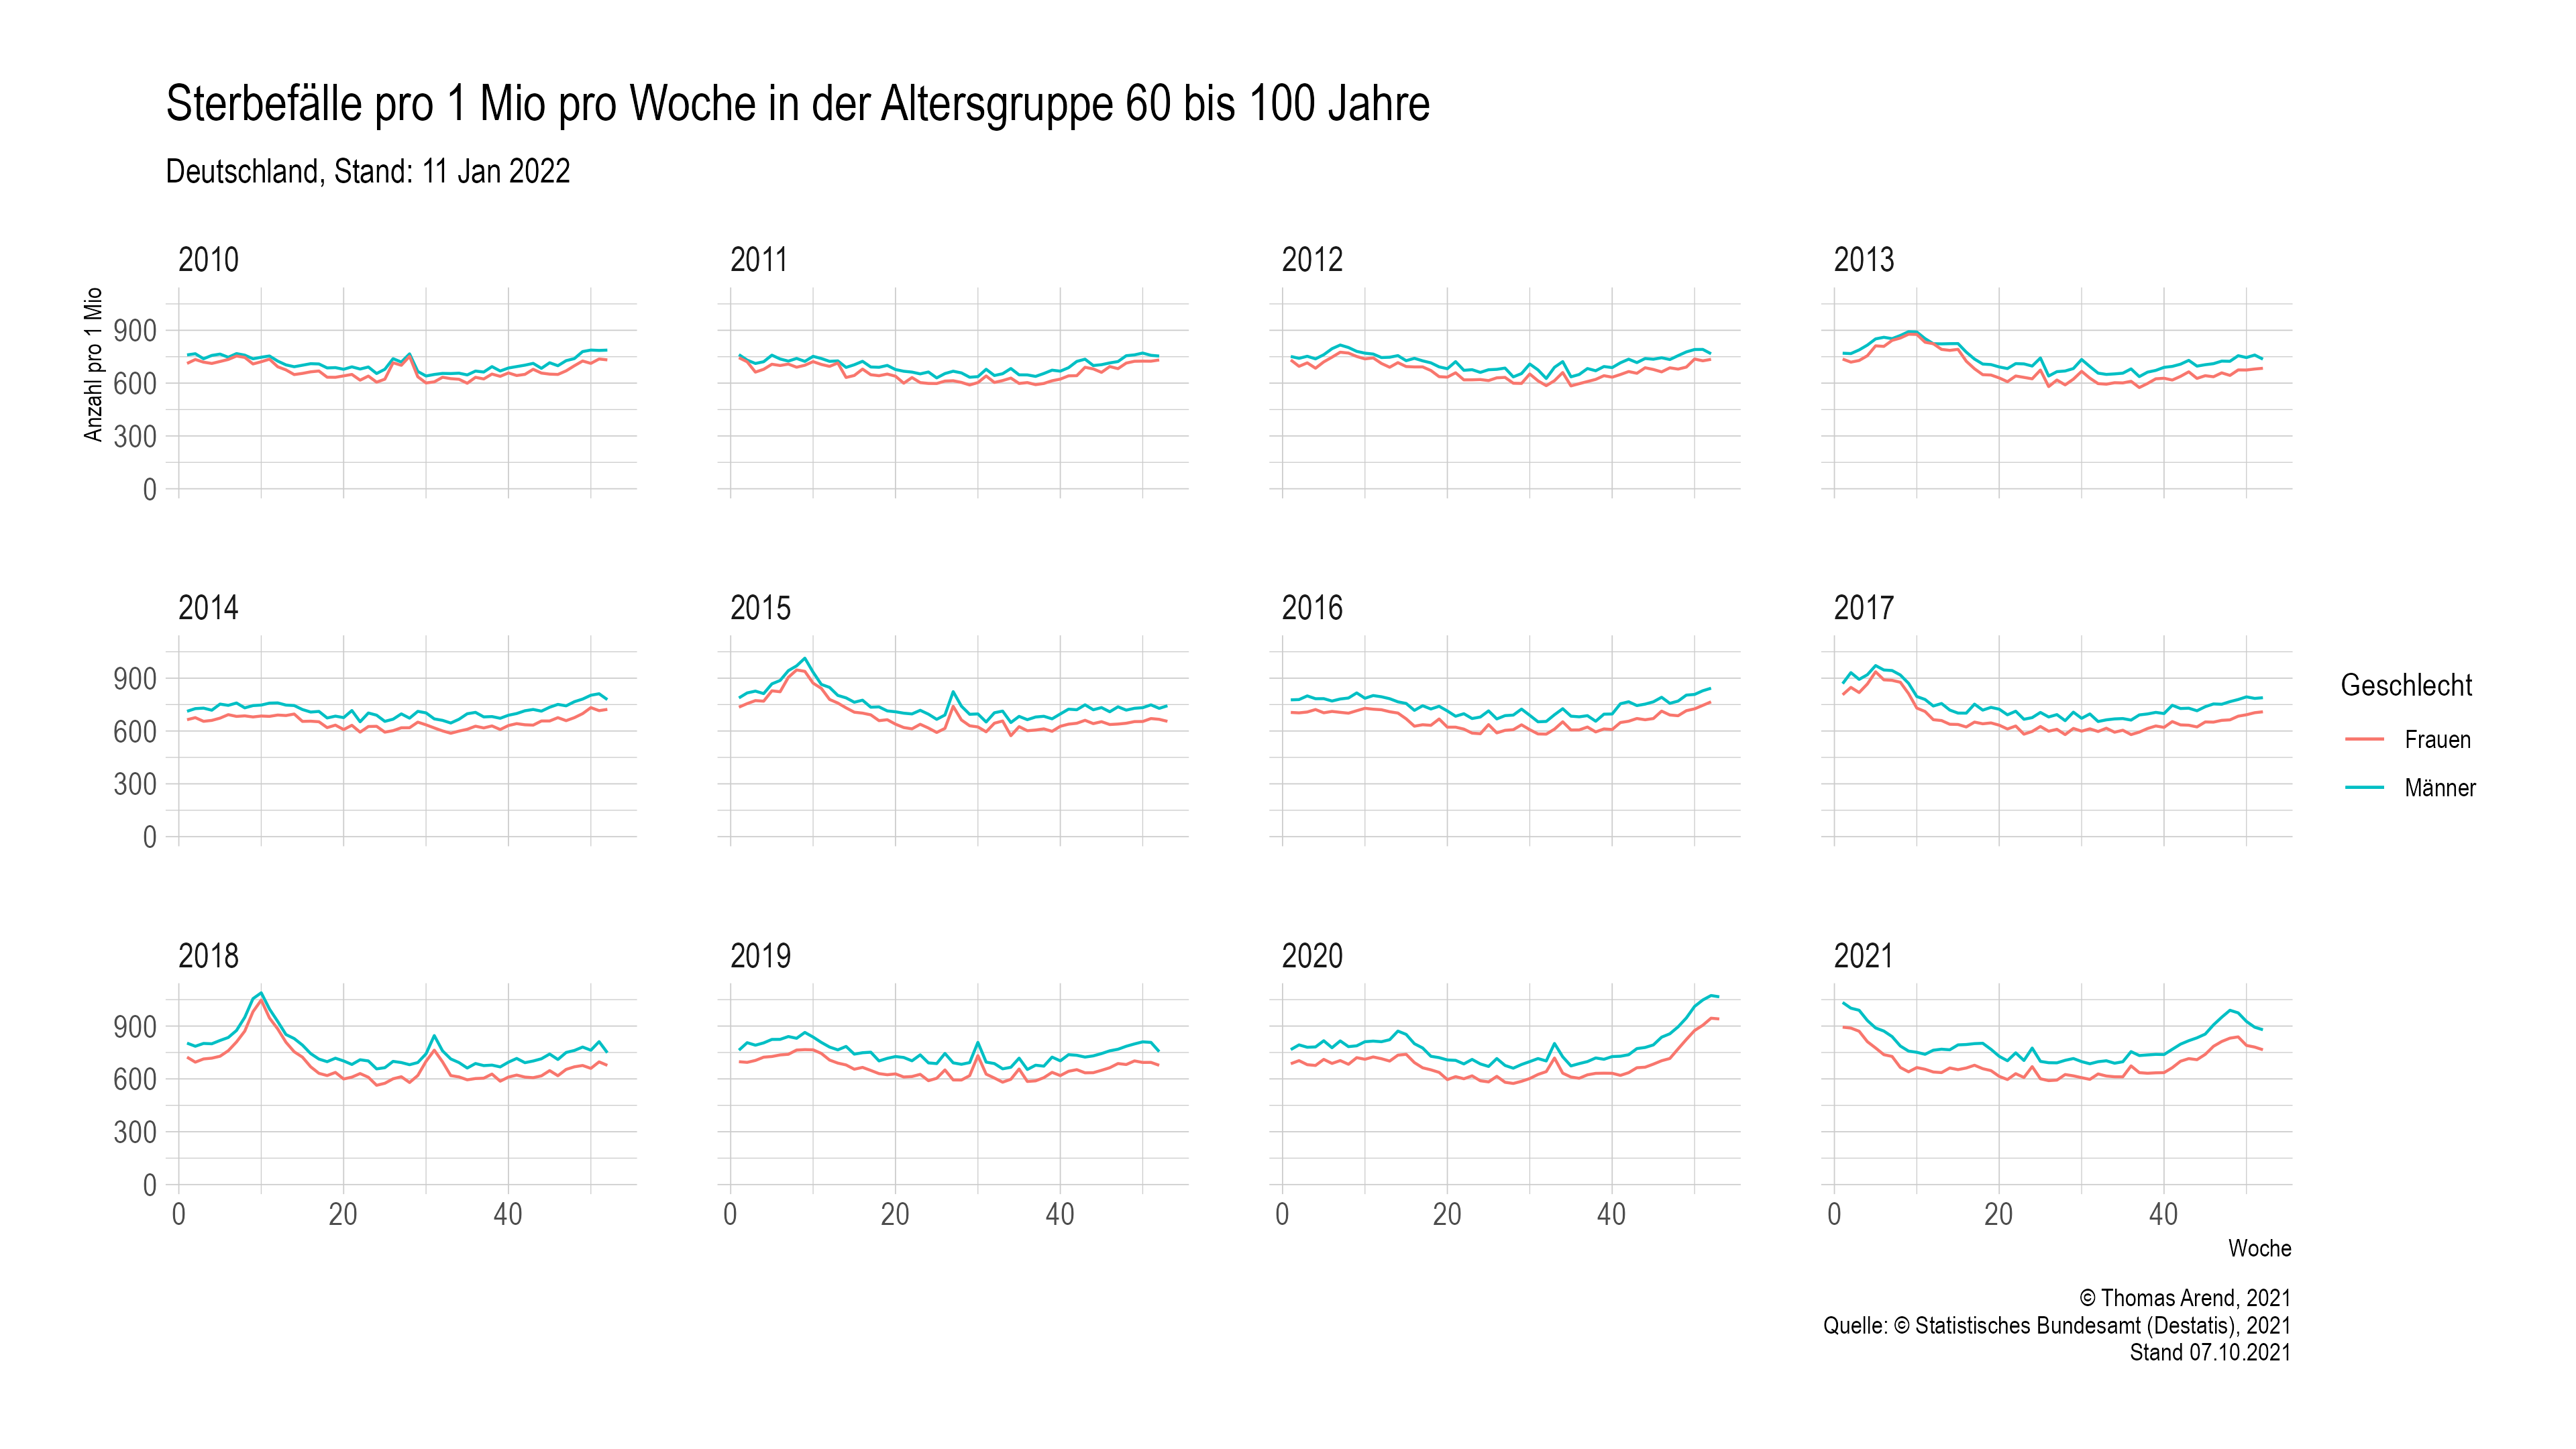 Sterbefälle pro 1 Mio pro Woche in der Altersgruppe 60 bis 100 Jahre
Deutschland, Stand: 11 Jan 2022
2010
2011
2012
2013
Anzahl pro 1 Mio
900
600
300
0
2014
2015
2016
2017
900
600
300
0
Geschlecht
Frauen
Männer
2018
2019
2020
2021
900
600
300
0
0 20 40 0 20 40 0 20 40 0 20 40
Woche
© Thomas Arend, 2021
Quelle: © Statistisches Bundesamt (Destatis), 2021
Stand 07.10.2021